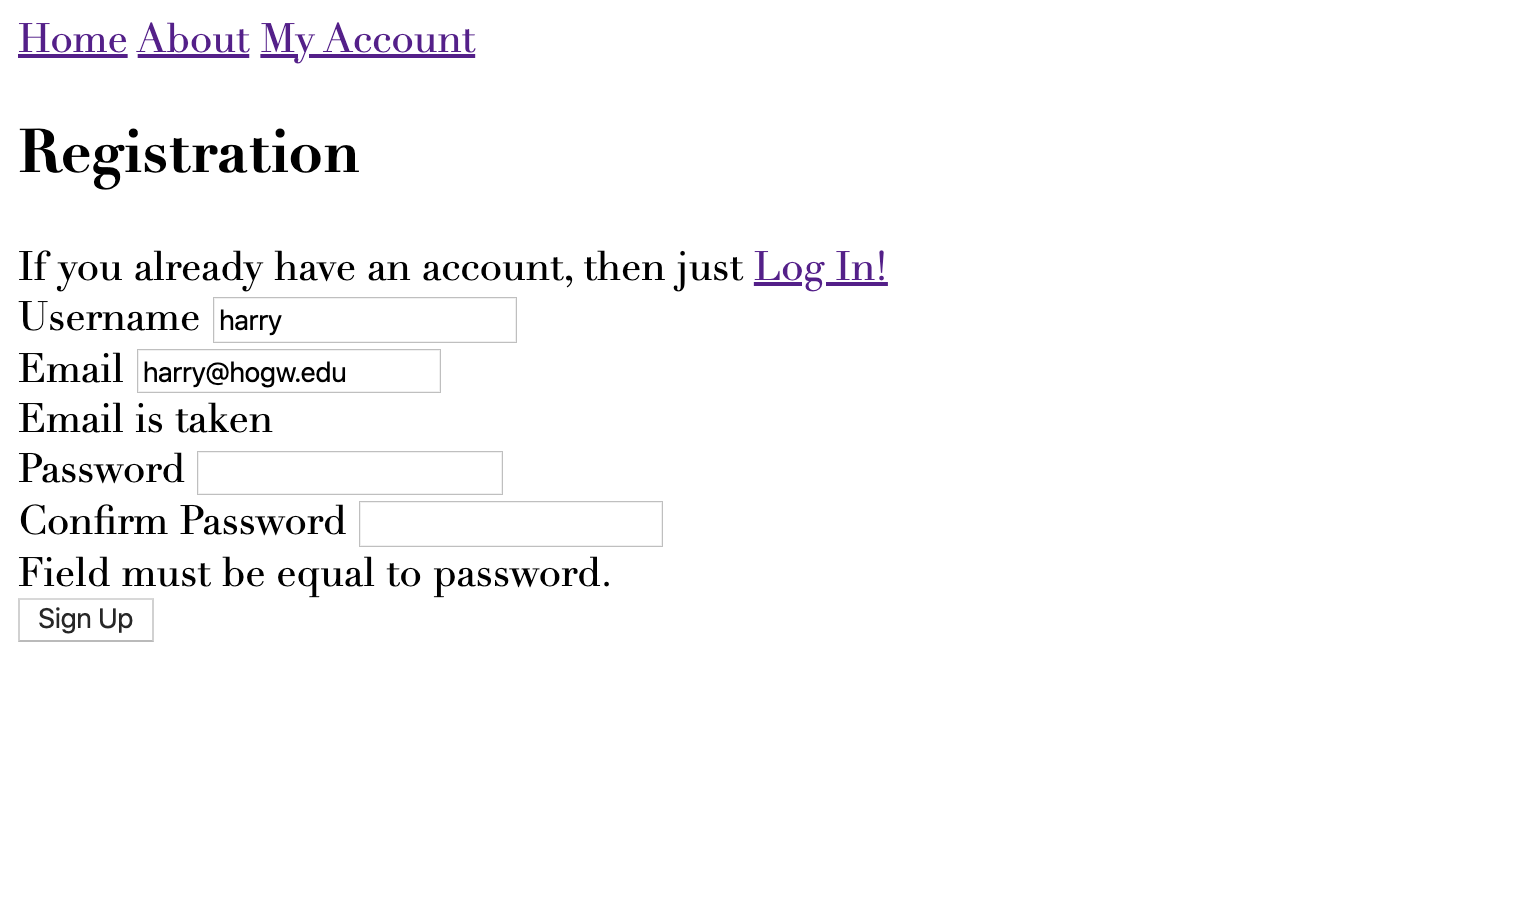 Home About My Account
Registration
If you already have an account, then just Log In!
Username harry
Email harry@hogw.edu
Email is taken
Password
Confirm Password
Field must be equal to password.
Sign Up